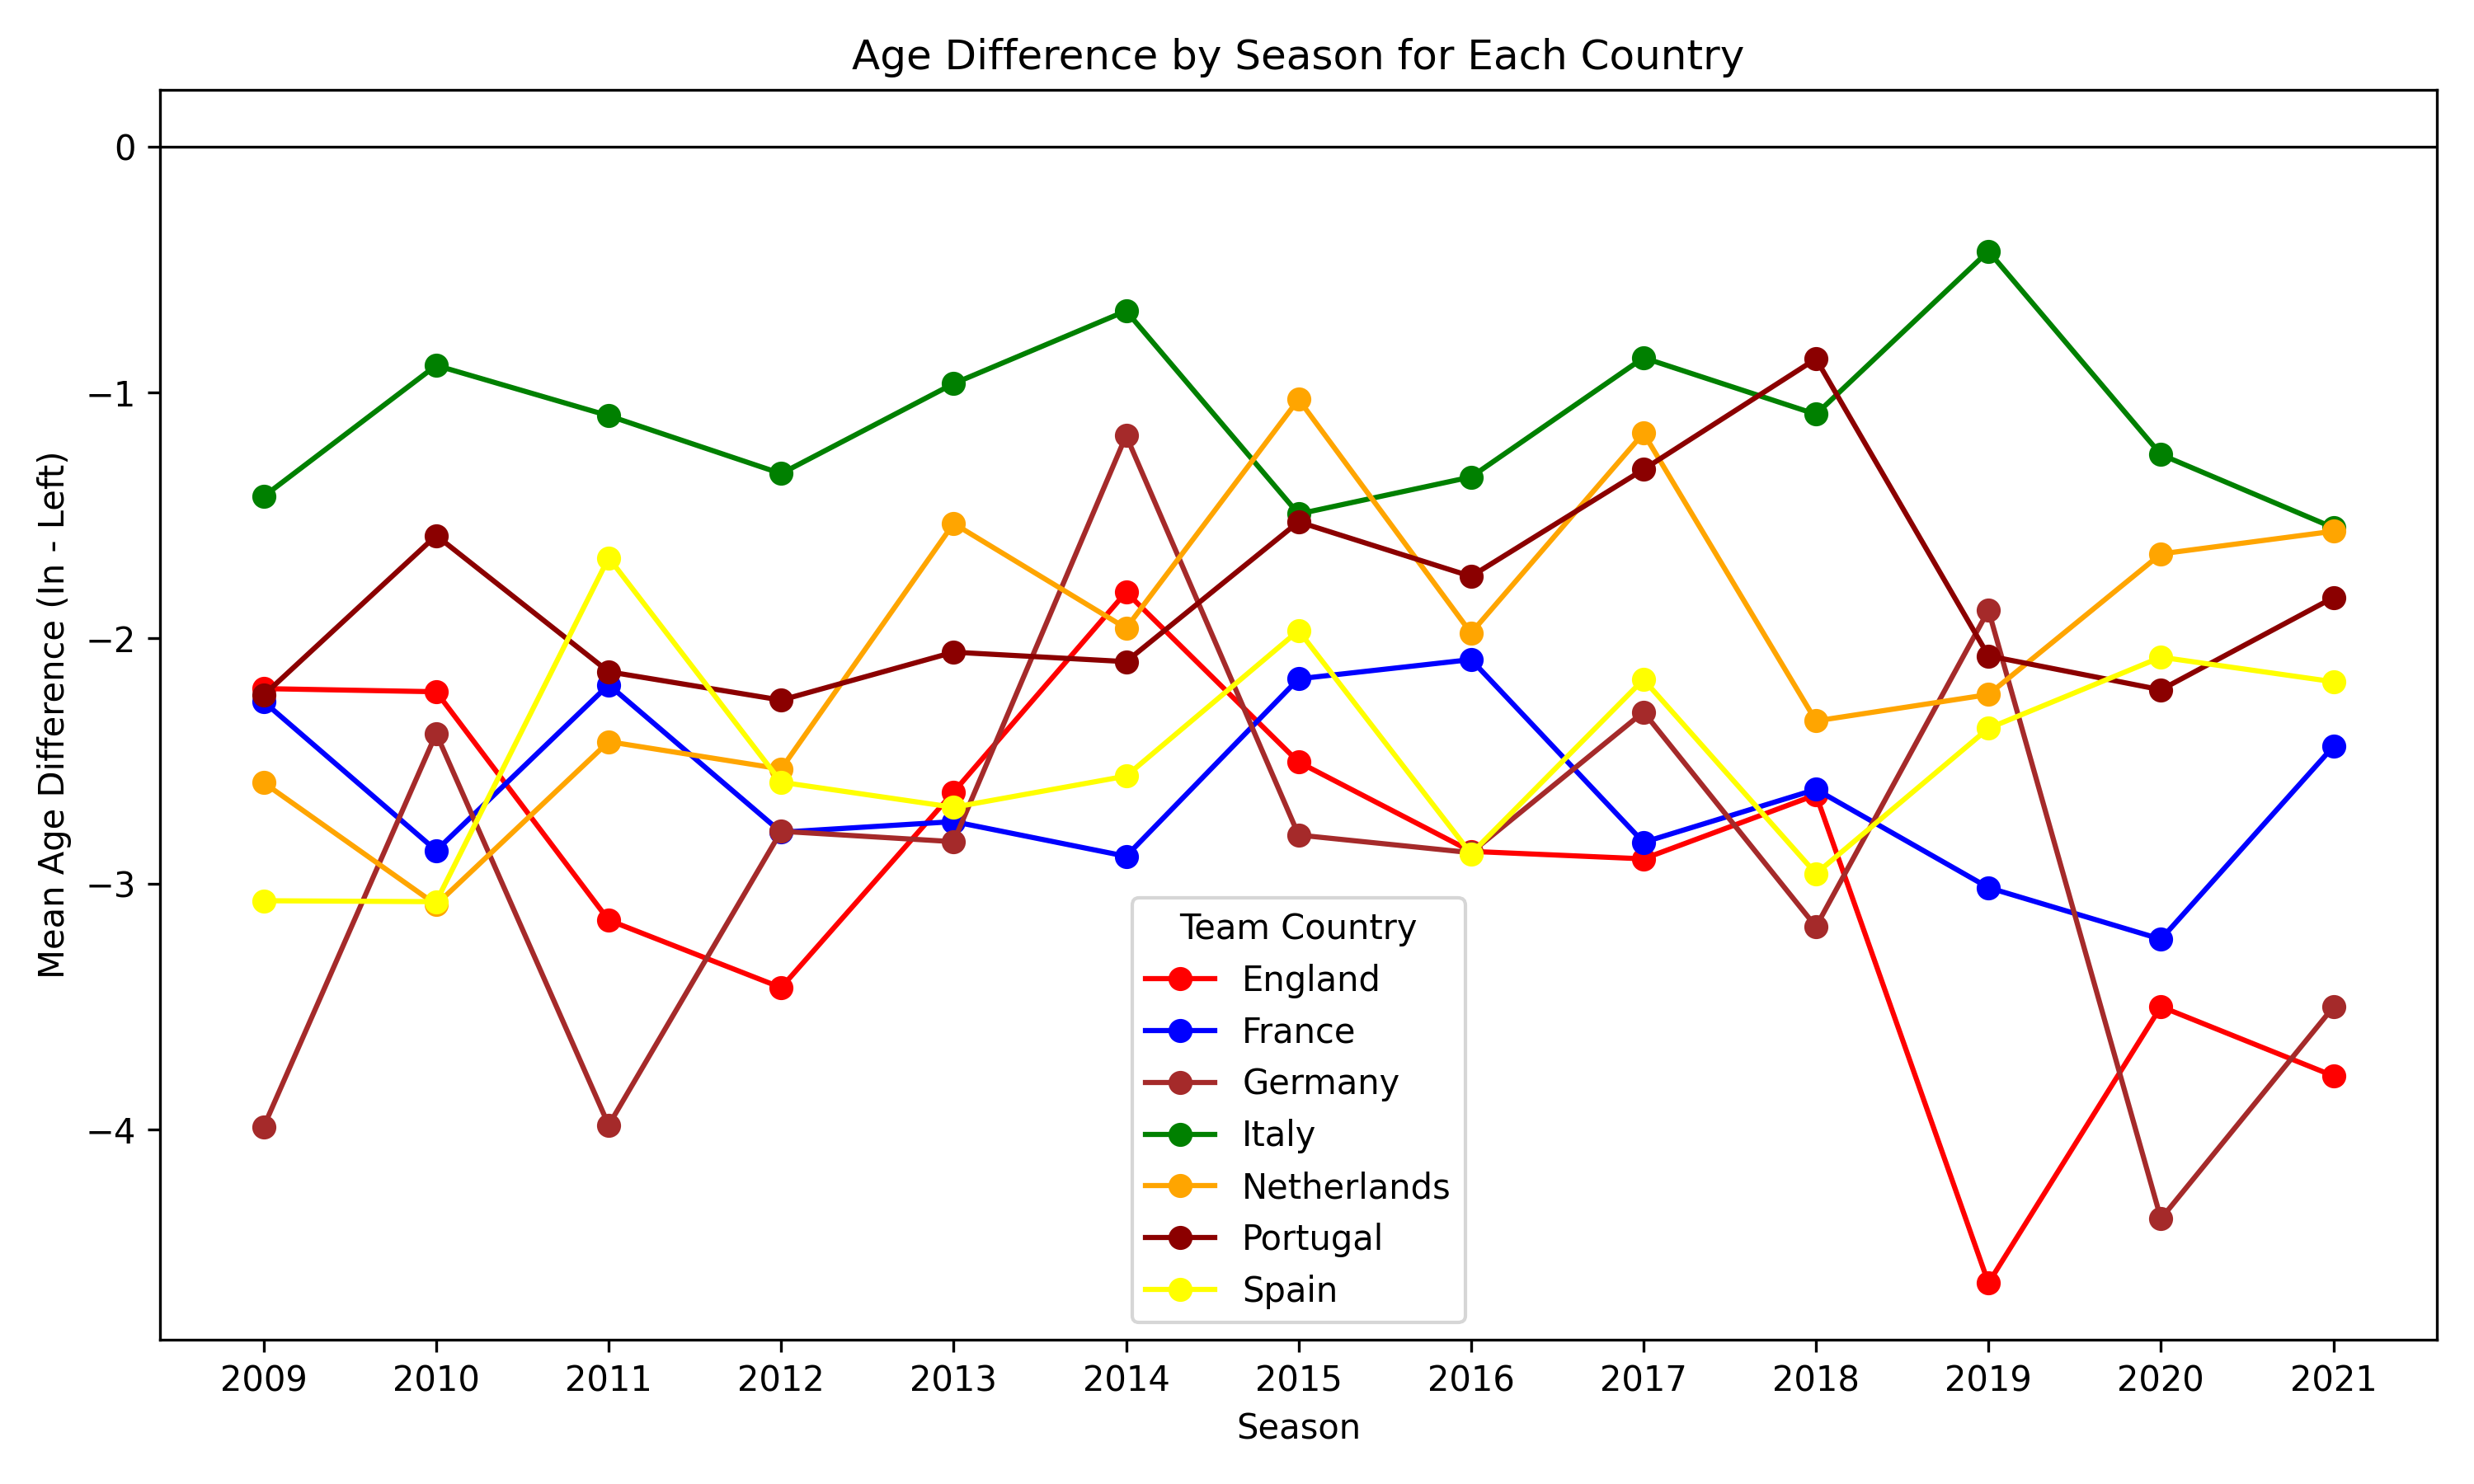 Age Difference by Season for Each Country
Mean Age Difference (In - Left)
0
−1
−2
−3
−4
Team Country
England
France
Germany
Italy
Netherlands
Portugal
Spain
2009 2010 2011 2012 2013 2014 2015 2016 2017 2018 2019 2020 2021
Season